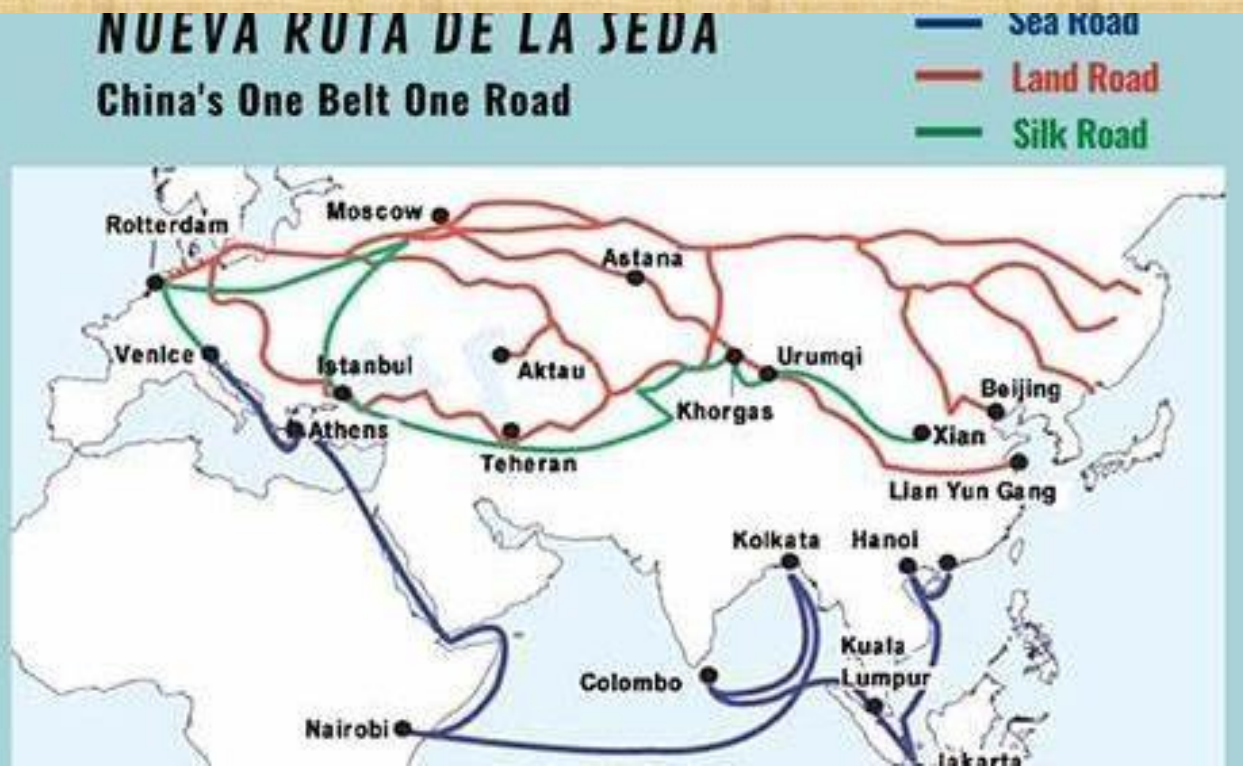 NUEVA RUTA DE LA SEDA
China's One Belt One Road
Sea Road
Land Road
Silk Road
Rotterdam
Moscow
Astana
Venice
Istanbul
Aktau
Urumqi
Khorgas
Beijing
Athens
Xian
Teheran
Lian Yun Gang
Kolkata
Hanoi
Kuala
Lumpur
Colombo
Nairobi
Jakarta